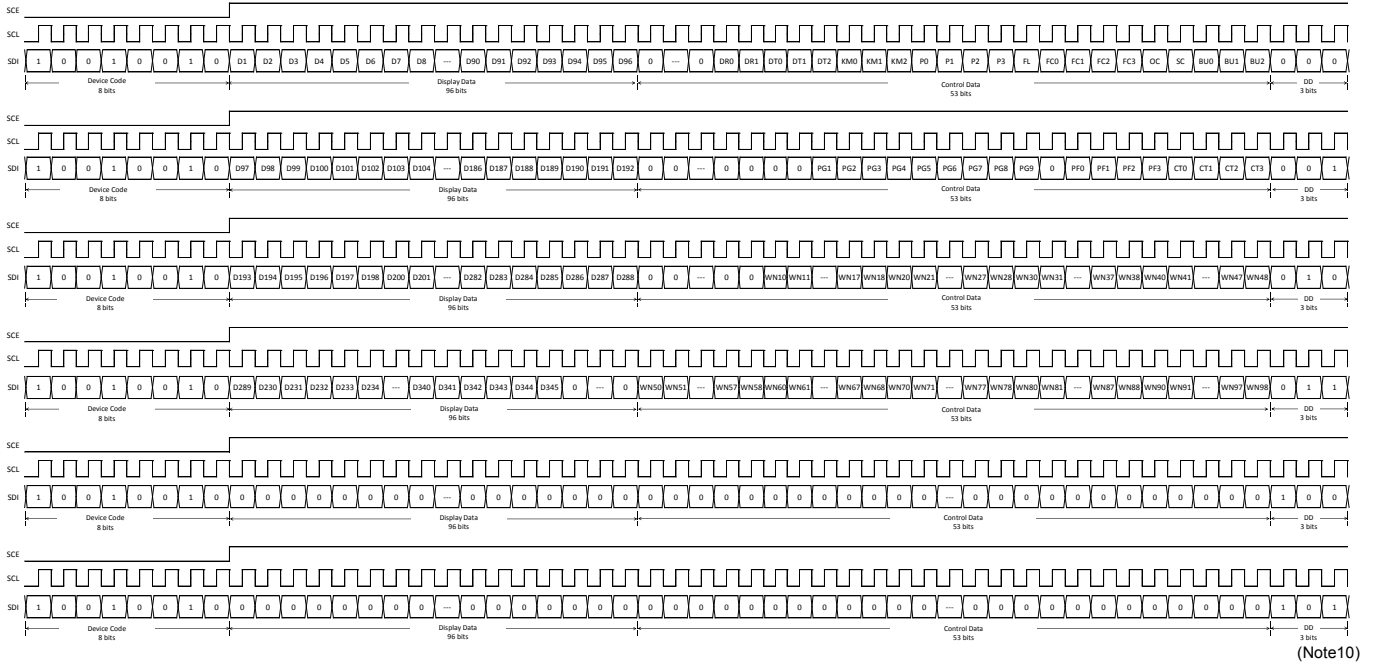 SCE
SCL
SDI 1 0 0 1 0 0 1 0 D1 D2 D3 D4 D5 D6 D7 D8 --- D90 D91 D92 D93 D94 D95 D96 0 --- 0 DR0 DR1 DT0 DT1 DT2 KM0 KM1 KM2 P0 P1 P2 P3 FL FC0 FC1 FC2 FC3 OC SC BU0 BU1 BU2 0 0 0
Device Code Display Data Control Data DD
8 bits 96 bits 53 bits 3 bits
SCE
SCL
SDI 1 0 0 1 0 0 1 0 D97 D98 D99 D100 D101 D102 D103 D104 --- D186 D187 D188 D189 D190 D191 D192 0 0 --- 0 0 0 0 PG1 PG2 PG3 PG4 PG5 PG6 PG7 PG8 PG9 0 PF0 PF1 PF2 PF3 CT0 CT1 CT2 CT3 0 0 1
Device Code Display Data Control Data DD
8 bits 96 bits 53 bits 3 bits
SCE
SCL
SDI 1 0 0 1 0 0 1 0 D193 D194 D195 D196 D197 D198 D200 D201 --- D282 D283 D284 D285 D286 D287 D288 0 0 --- 0 0 WN10 WN11 --- WN17 WN18 WN20 WN21 --- WN27 WN28 WN30 WN31 --- WN37 WN38 WN40 WN41 --- WN47 WN48 0 1 0
Device Code Display Data Control Data DD
8 bits 96 bits 53 bits 3 bits
SCE
SCL
SDI 1 0 0 1 0 0 1 0 D289 D230 D231 D232 D233 D234 --- D340 D341 D342 D343 D344 D345 0 --- 0 WN50 WN51 --- WN57 WN58 WN60 WN61 --- WN67 WN68 WN70 WN71 --- WN77 WN78 WN80 WN81 --- WN87 WN88 WN90 WN91 --- WN97 WN98 0 1 1
Device Code Display Data Control Data DD
8 bits 96 bits 53 bits 3 bits
SCE
SCL
SDI 1 0 0 1 0 0 1 0 0 0 0 0 0 0 0 0 --- 0 0 0 0 0 0 0 0 0 0 0 0 0 0 0 0 0 0 0 --- 0 0 0 0 0 0 0 0 0 0 0 0 1 0 0
Device Code Display Data Control Data DD
8 bits 96 bits 53 bits 3 bits
SCE
SCL
SDI 1 0 0 1 0 0 1 0 0 0 0 0 0 0 0 0 --- 0 0 0 0 0 0 0 0 0 0 0 0 0 0 0 0 0 0 0 --- 0 0 0 0 0 0 0 0 0 0 0 0 1 0 1
Device Code Display Data Control Data DD
8 bits 96 bits 53 bits 3 bits
(Note10)